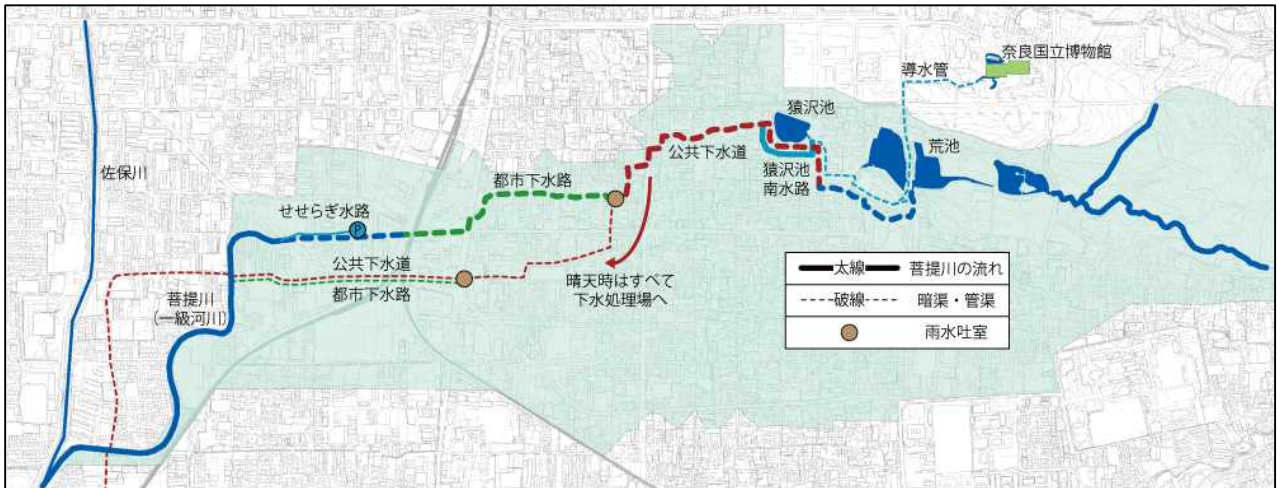 奈良国立博物館
導水管
猿沢池
荒池
公共下水道
猿沢池
南水路
佐保川
都市下水路
せせらぎ水路
P
公共下水道
都市下水路
晴天時はすべて
下水処理場へ
菩提川
(一級河川)
太線 菩提川の流れ
破線 暗渠・管渠
雨水吐室